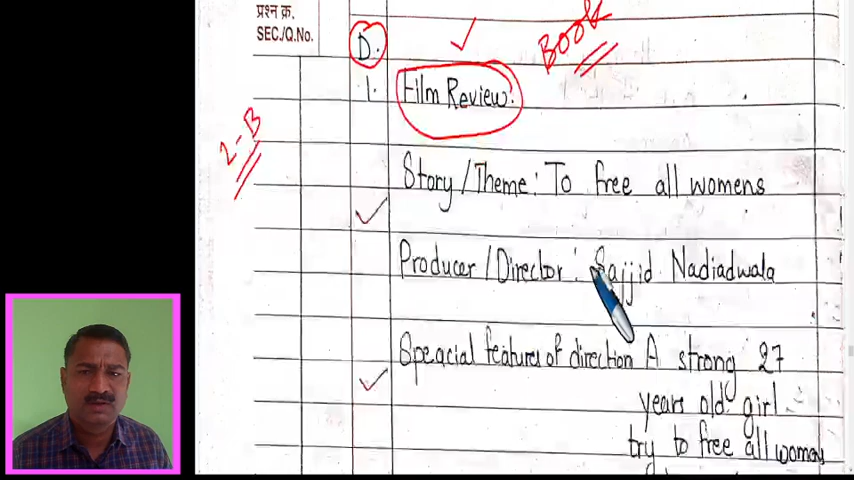 प्रश्न क्र.
SEC./Q.No.
Book
D.
1. Film Review:
2-B
Story/Theme: To free all womens
Producer/Director: Sajjid Nadiadwala
Speacial features of direction A strong 27
years old girl
try to free all womens